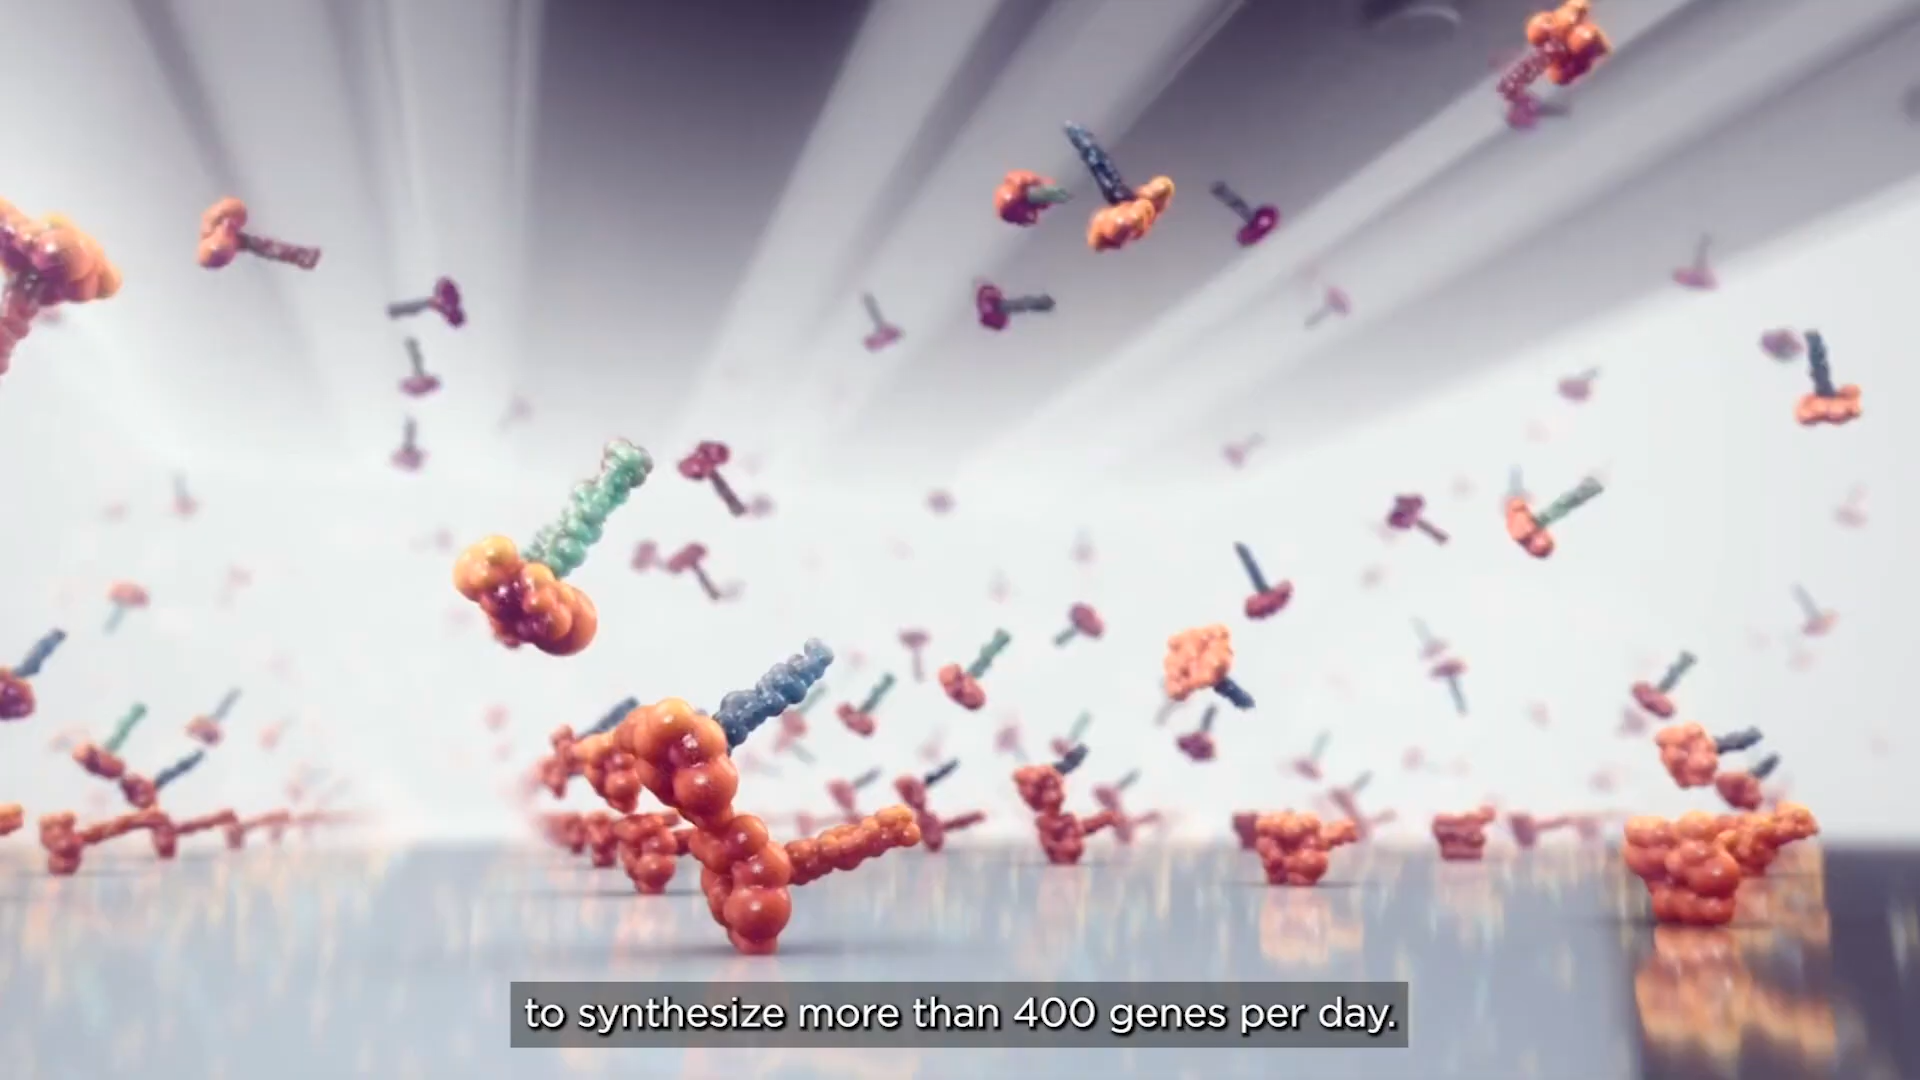 to synthesize more than 400 genes per day.